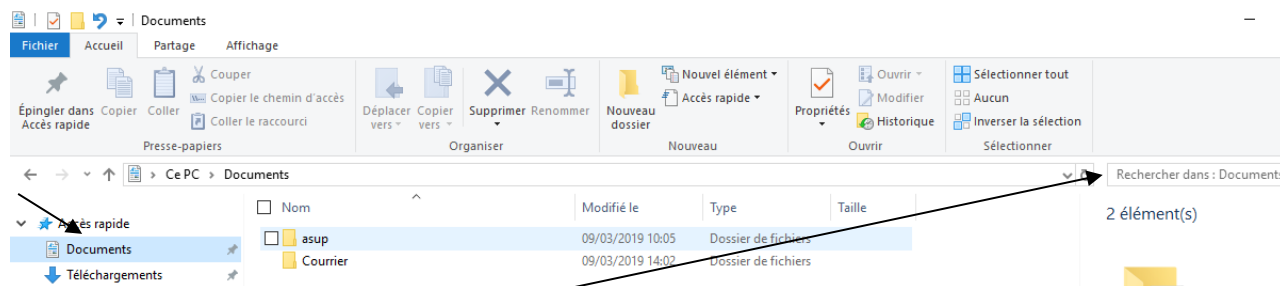 Documents
Fichier Accueil Partage Affichage
Épingler dans Accès rapide
Copier
Coller
Couper
Copier le chemin d'accès
Coller le raccourci
Presse-papiers
Déplacer vers
Copier vers
Supprimer
Renommer
Organiser
Nouveau dossier
Nouvel élément
Accès rapide
Nouveau
Propriétés
Ouvrir
Modifier
Historique
Ouvrir
Sélectionner tout
Aucun
Inverser la sélection
Sélectionner
Ce PC > Documents
Rechercher dans : Documents
Accès rapide
Documents
Téléchargements
Nom Modifié le Type Taille
asup 09/03/2019 10:05 Dossier de fichiers
Courrier 09/03/2019 14:02 Dossier de fichiers
2 élément(s)